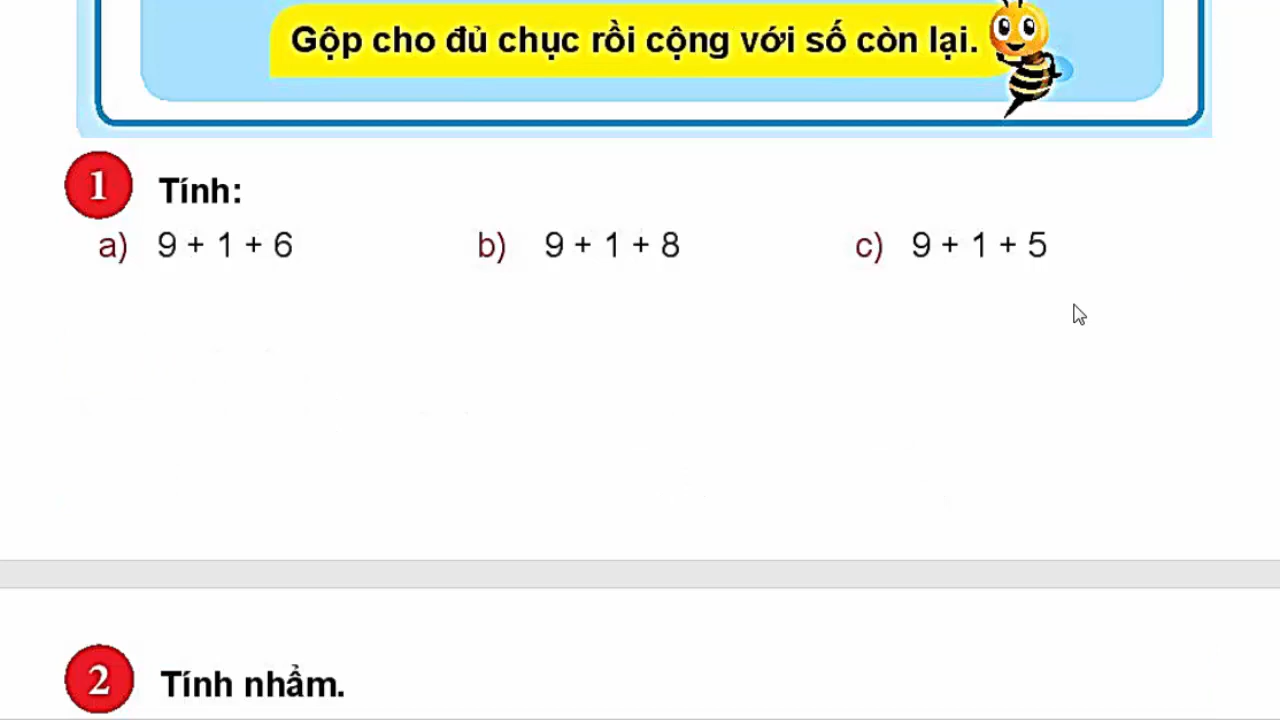 Gộp cho đủ chục rồi cộng với số còn lại.
1 Tính:
a) 9 + 1 + 6 b) 9 + 1 + 8 c) 9 + 1 + 5
2 Tính nhẩm.